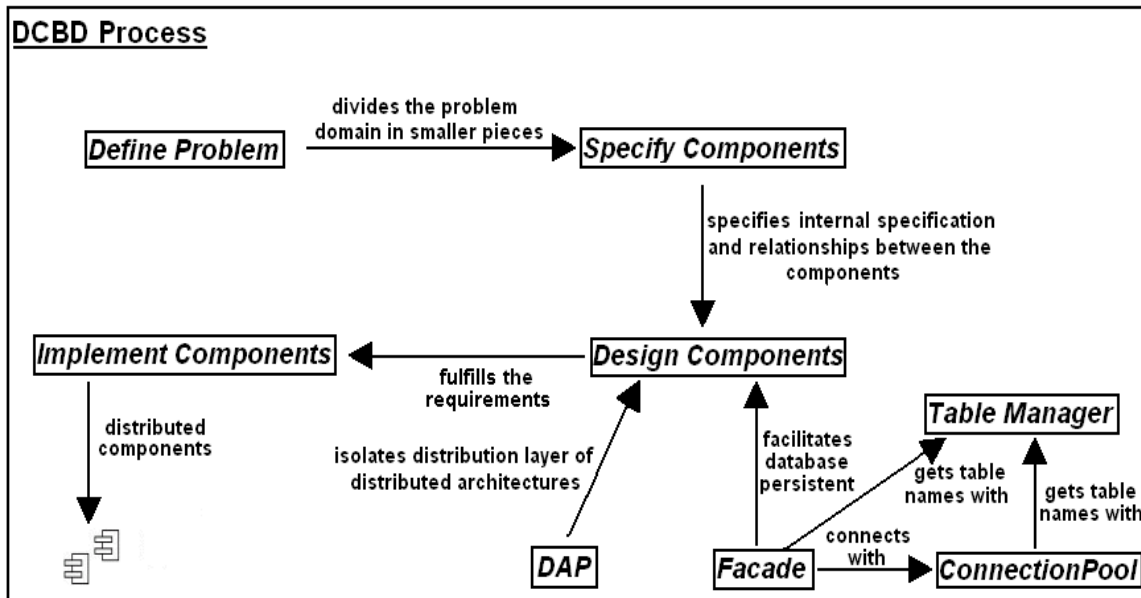 DCBD Process
divides the problem
domain in smaller pieces
Define Problem
Specify Components
specifies internal specification
and relationships between the
components
Implement Components
Design Components
fulfills the
requirements
distributed
components
isolates distribution layer of
distributed architectures
facilitates
database
persistent
Table Manager
gets table
names with
gets table
names with
connects
with
DAP
Facade
ConnectionPool